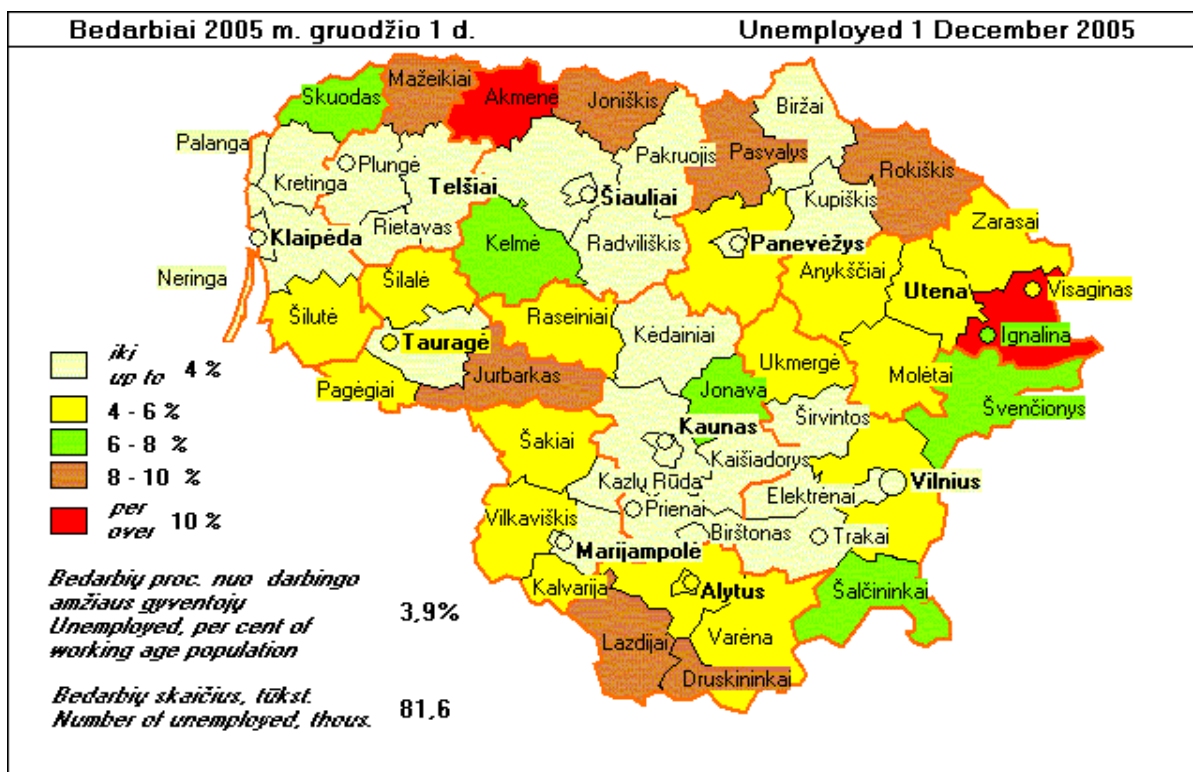 Bedarbiai 2005 m. gruodžio 1 d.
Unemployed 1 December 2005
Mažeikiai
Skuodas
Akmenė
Joniškis
Biržai
Palanga
Plungė
Pakruojis
Pasvalys
Rokiškis
Kretinga
Telšiai
Šiauliai
Kupiškis
Zarasai
Klaipėda
Rietavas
Kelmė
Radviliškis
Panevėžys
Anykščiai
Neringa
Šilalė
Utena
Visaginas
Šilutė
Raseiniai
Kėdainiai
Ignalina
Tauragė
Ukmergė
Molėtai
Pagėgiai
Jurbarkas
Jonava
Švenčionys
Širvintos
Šakiai
Kaunas
Kaišiadorys
Kazlų Rūda
Elektrėnai
Vilnius
Prienai
Vilkaviškis
Birštonas
Trakai
Marijampolė
Kalvarija
Alytus
Šalčininkai
Lazdijai
Varėna
Druskininkai
iki
up to 4 %
4 - 6 %
6 - 8 %
8 - 10 %
per
over 10 %
Bedarbių proc. nuo darbingo
amžiaus gyventojų
Unemployed, per cent of
working age population
3,9%
Bedarbių skaičius, tūkst.
Number of unemployed, thous.
81,6